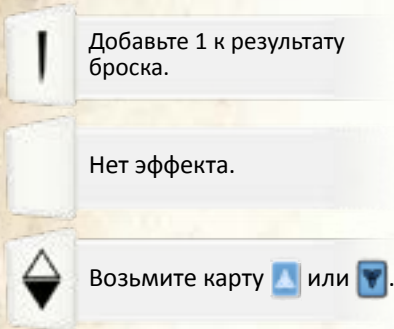 Добавьте 1 к результату
броска.
Нет эффекта.
Возьмите карту или .